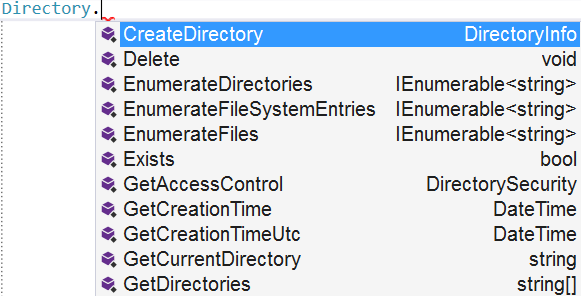 Directory.
CreateDirectory DirectoryInfo
Delete void
EnumerateDirectories IEnumerable<string>
EnumerateFileSystemEntries IEnumerable<string>
EnumerateFiles IEnumerable<string>
Exists bool
GetAccessControl DirectorySecurity
GetCreationTime DateTime
GetCreationTimeUtc DateTime
GetCurrentDirectory string
GetDirectories string[]